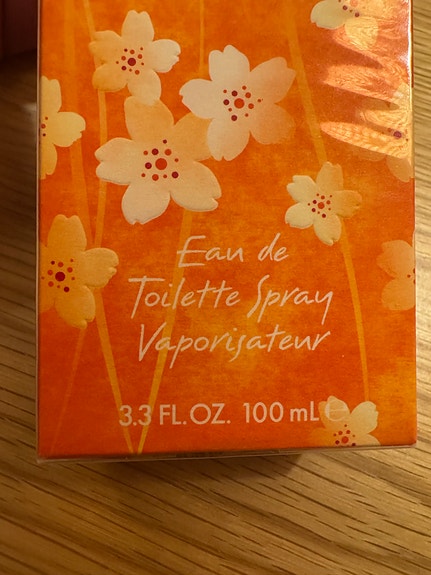 Eau de
Toilette Spray
Vaporisateur
3.3 FL. OZ. 100 mL ℮